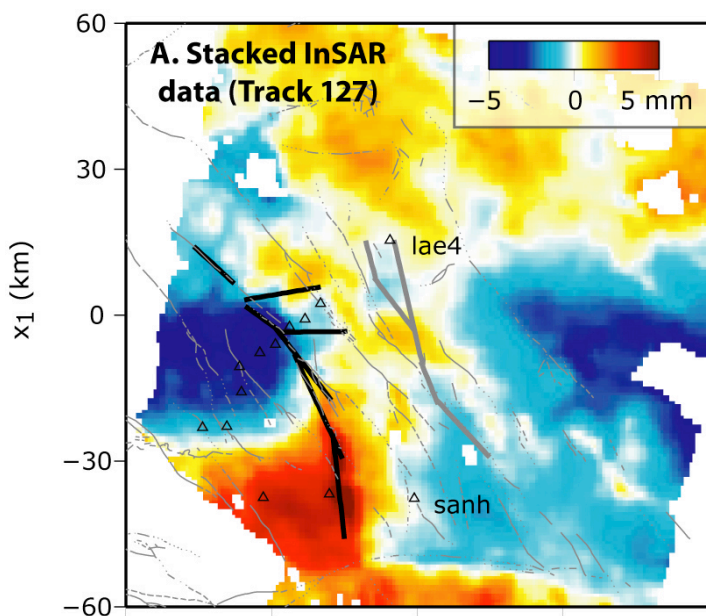 60
A. Stacked InSAR
data (Track 127)
−5 0 5 mm
30
lae4
x₁ (km)
0
−30
sanh
−60